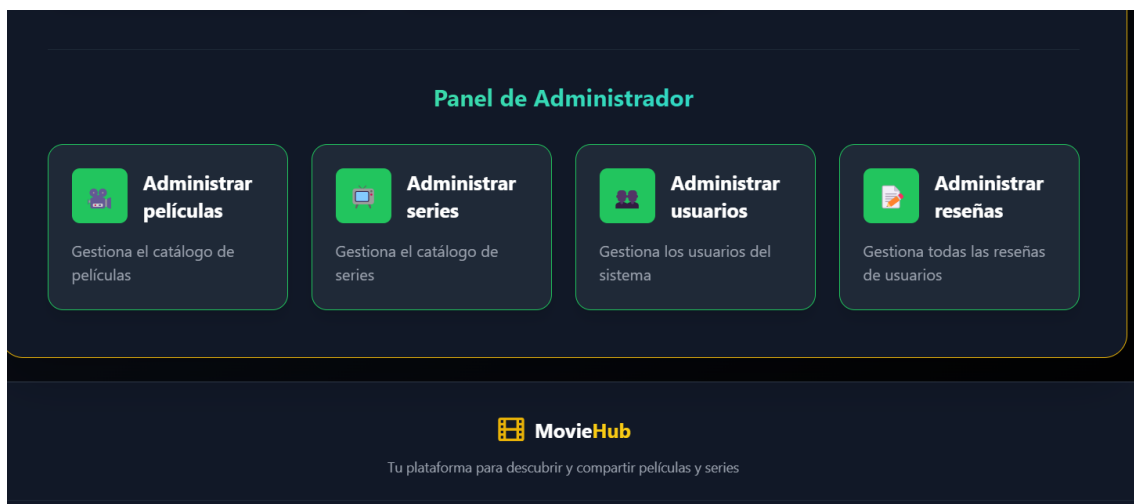 Panel de Administrador
Administrar
películas
Gestiona el catálogo de
películas
Administrar
series
Gestiona el catálogo de
series
Administrar
usuarios
Gestiona los usuarios del
sistema
Administrar
reseñas
Gestiona todas las reseñas
de usuarios
MovieHub
Tu plataforma para descubrir y compartir películas y series